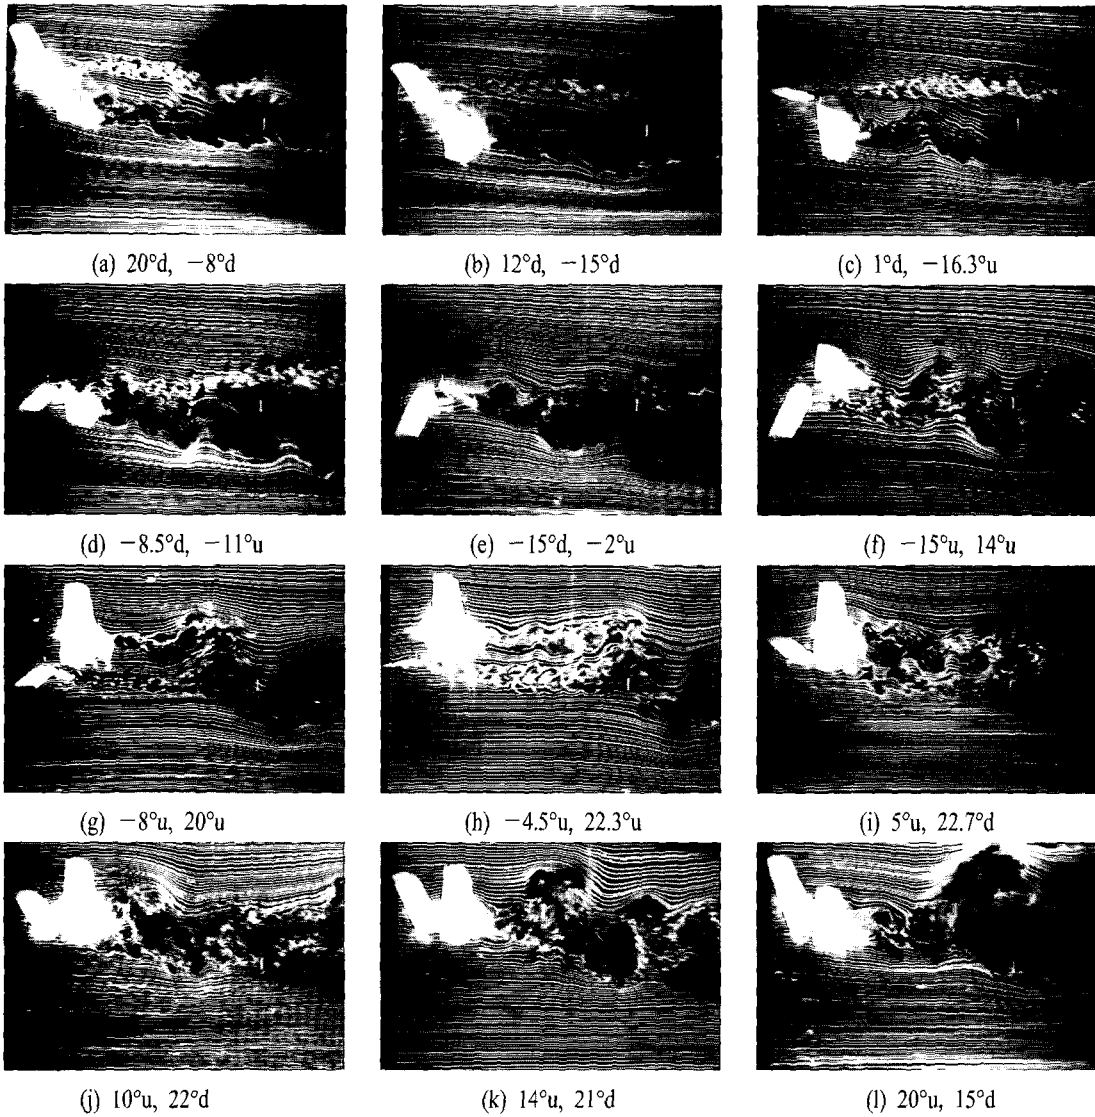 (a) 20°d, −8°d
(b) 12°d, −15°d
(c) 1°d, −16.3°u
(d) −8.5°d, −11°u
(e) −15°d, −2°u
(f) −15°u, 14°u
(g) −8°u, 20°u
(h) −4.5°u, 22.3°u
(i) 5°u, 22.7°d
(j) 10°u, 22°d
(k) 14°u, 21°d
(l) 20°u, 15°d